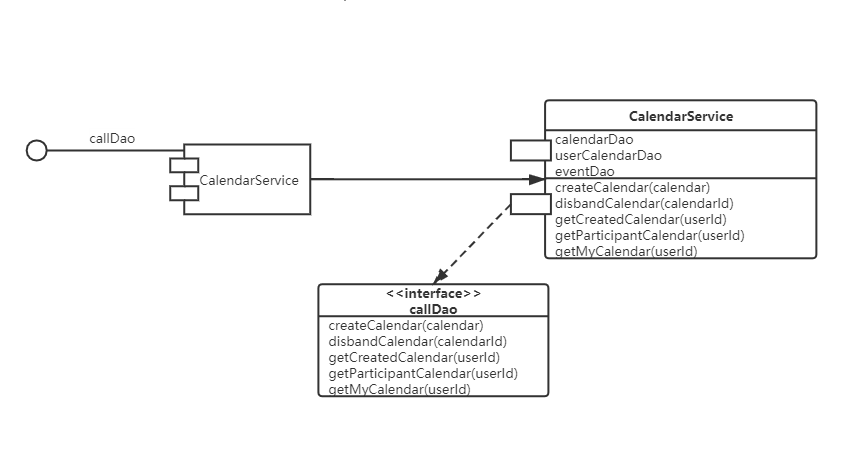 callDao
CalendarService
CalendarService
calendarDao
userCalendarDao
eventDao
createCalendar(calendar)
disbandCalendar(calendarId)
getCreatedCalendar(userId)
getParticipantCalendar(userId)
getMyCalendar(userId)
<<interface>>
callDao
createCalendar(calendar)
disbandCalendar(calendarId)
getCreatedCalendar(userId)
getParticipantCalendar(userId)
getMyCalendar(userId)